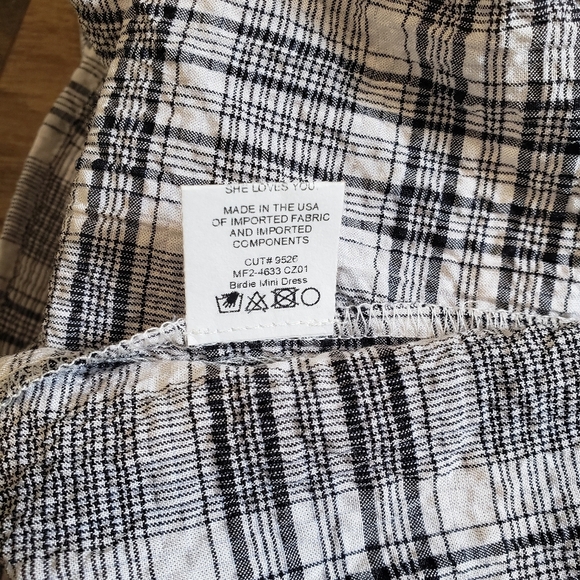 SHE LOVES YOU.
MADE IN THE USA
OF IMPORTED FABRIC
AND IMPORTED
COMPONENTS
CUT# 9526
MF2-4633 CZ01
Birdie Mini Dress